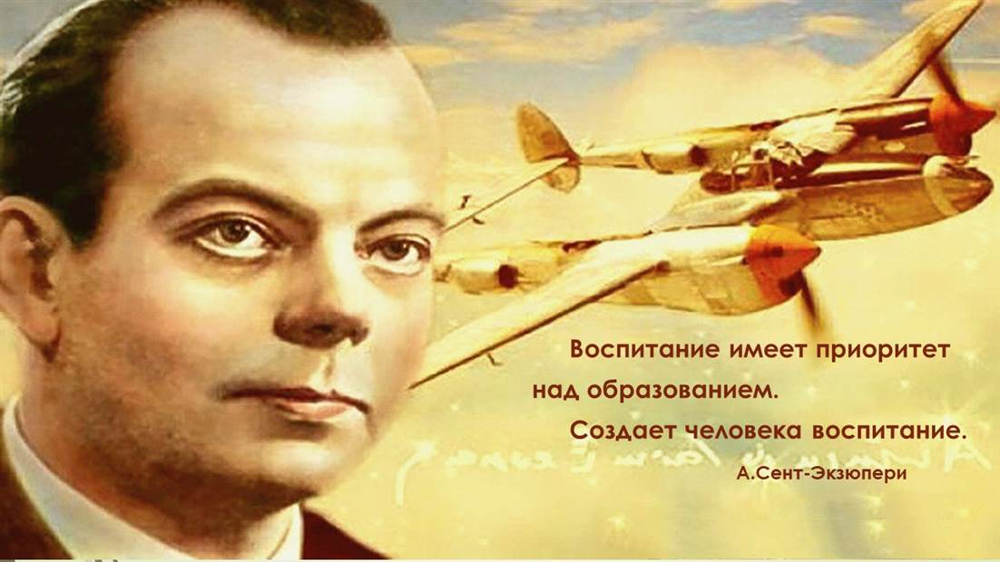 Воспитание имеет приоритет
над образованием.
Создает человека воспитание.
А.Сент-Экзюпери